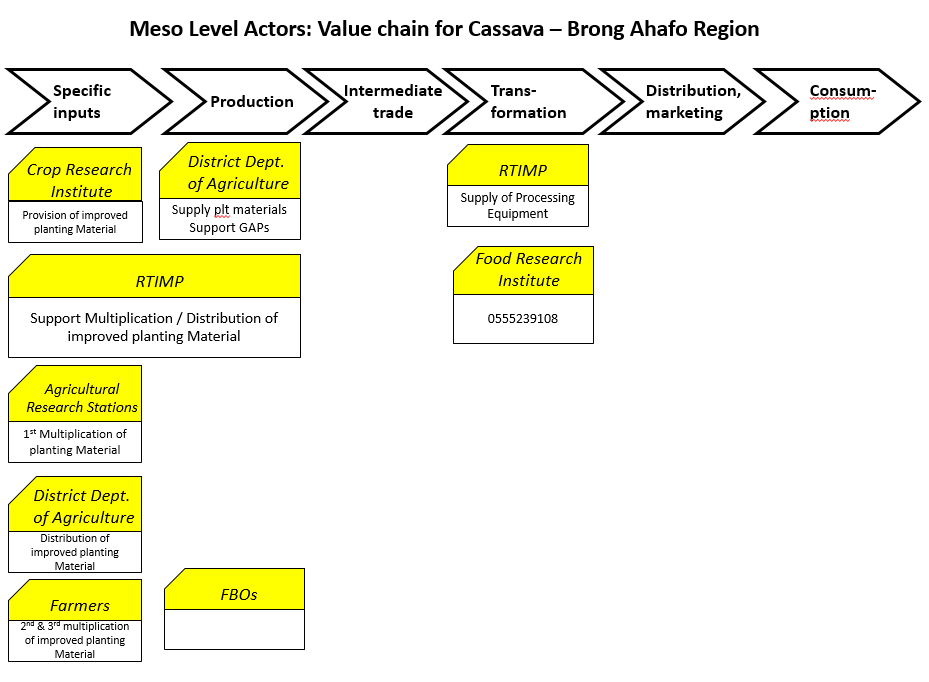 Meso Level Actors: Value chain for Cassava – Brong Ahafo Region
Specific
inputs
Production
Intermediate
trade
Trans-
formation
Distribution,
marketing
Consum-
ption
Crop Research
Institute
Provision of improved
planting Material
District Dept.
of Agriculture
Supply plt materials
Support GAPs
RTIMP
Supply of Processing
Equipment
RTIMP
Support Multiplication / Distribution of
improved planting Material
Food Research
Institute
0555239108
Agricultural
Research Stations
1st Multiplication of
planting Material
District Dept.
of Agriculture
Distribution of
improved planting
Material
Farmers
2nd & 3rd multiplication
of improved planting
Material
FBOs